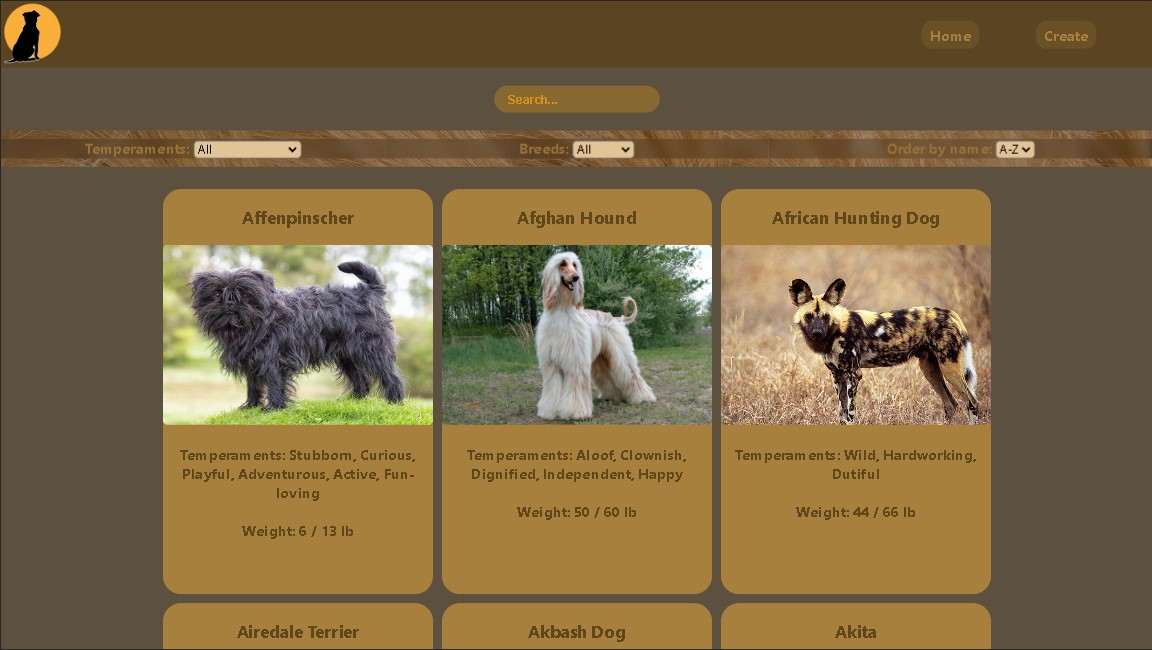 Home Create
Search...
Temperaments: All Breeds: All Order by name: A-Z
Affenpinscher Afghan Hound African Hunting Dog
Temperaments: Stubborn, Curious,
Playful, Adventurous, Active, Fun-
loving
Weight: 6 / 13 lb
Temperaments: Aloof, Clownish,
Dignified, Independent, Happy
Weight: 50 / 60 lb
Temperaments: Wild, Hardworking,
Dutiful
Weight: 44 / 66 lb
Airedale Terrier Akbash Dog Akita